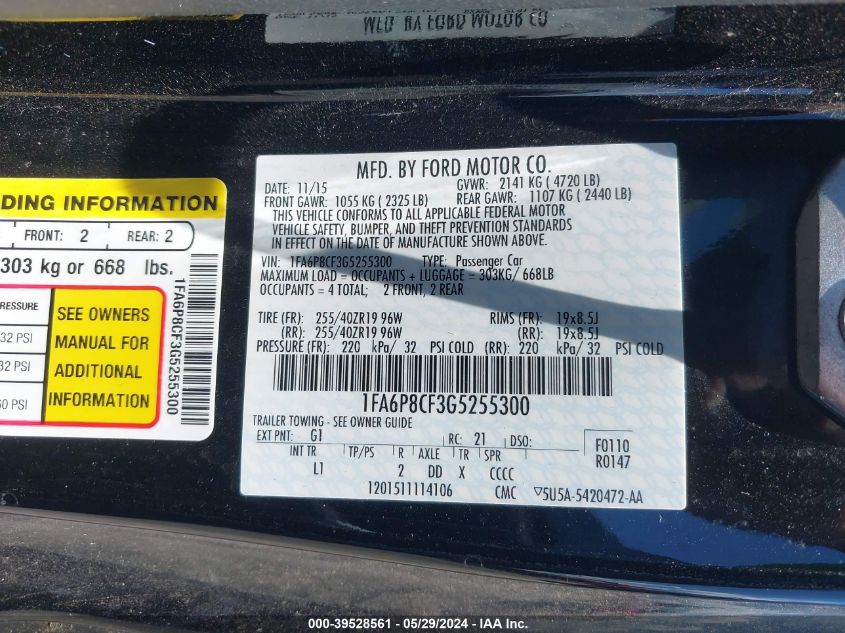 MFD. BY FORD MOTOR CO
MFD. BY FORD MOTOR CO.
DATE: 11/15 GVWR: 2141 KG ( 4720 LB)
FRONT GAWR: 1055 KG ( 2325 LB) REAR GAWR: 1107 KG ( 2440 LB)
THIS VEHICLE CONFORMS TO ALL APPLICABLE FEDERAL MOTOR
VEHICLE SAFETY, BUMPER, AND THEFT PREVENTION STANDARDS
IN EFFECT ON THE DATE OF MANUFACTURE SHOWN ABOVE.
VIN: 1FA6P8CF3G5255300 TYPE: Passenger Car
MAXIMUM LOAD = OCCUPANTS + LUGGAGE = 303KG/ 668LB
OCCUPANTS = 4 TOTAL; 2 FRONT, 2 REAR
TIRE (FR): 255/40ZR19 96W RIMS (FR): 19x8.5J
(RR): 255/40ZR19 96W (RR): 19x8.5J
PRESSURE (FR): 220 kPa/ 32 PSI COLD (RR): 220 kPa/ 32 PSI COLD
1FA6P8CF3G5255300
TRAILER TOWING - SEE OWNER GUIDE
EXT PNT: G1 RC: 21 DSO:
F0110
R0147
INT TR TP/PS R AXLE TR SPR
L1 2 DD X CCCC
1201511114106 CMC ▽5U5A-5420472-AA
DING INFORMATION
FRONT: 2 REAR: 2
303 kg or 668 lbs.
RESSURE
32 PSI
32 PSI
60 PSI
SEE OWNERS
MANUAL FOR
ADDITIONAL
INFORMATION
1FA6P8CF3G5255300
000-39528561 - 05/29/2024 - IAA Inc.